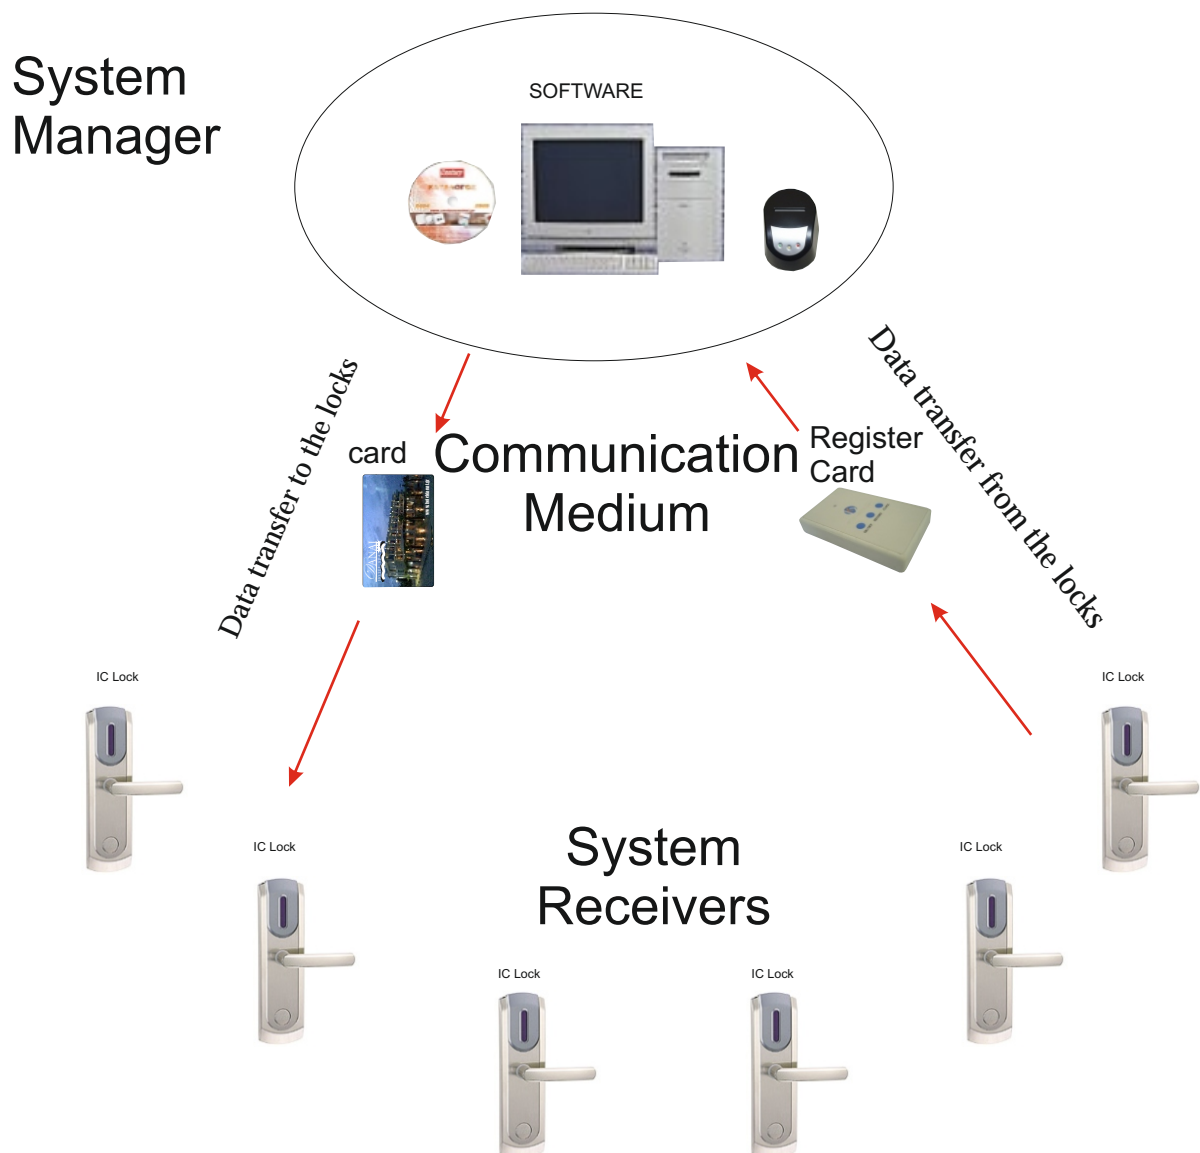 System
Manager
SOFTWARE
Data transfer to the locks
Data transfer from the locks
card
Communication
Medium
Register
Card
IC Lock
IC Lock
IC Lock
IC Lock
System
Receivers
IC Lock
IC Lock